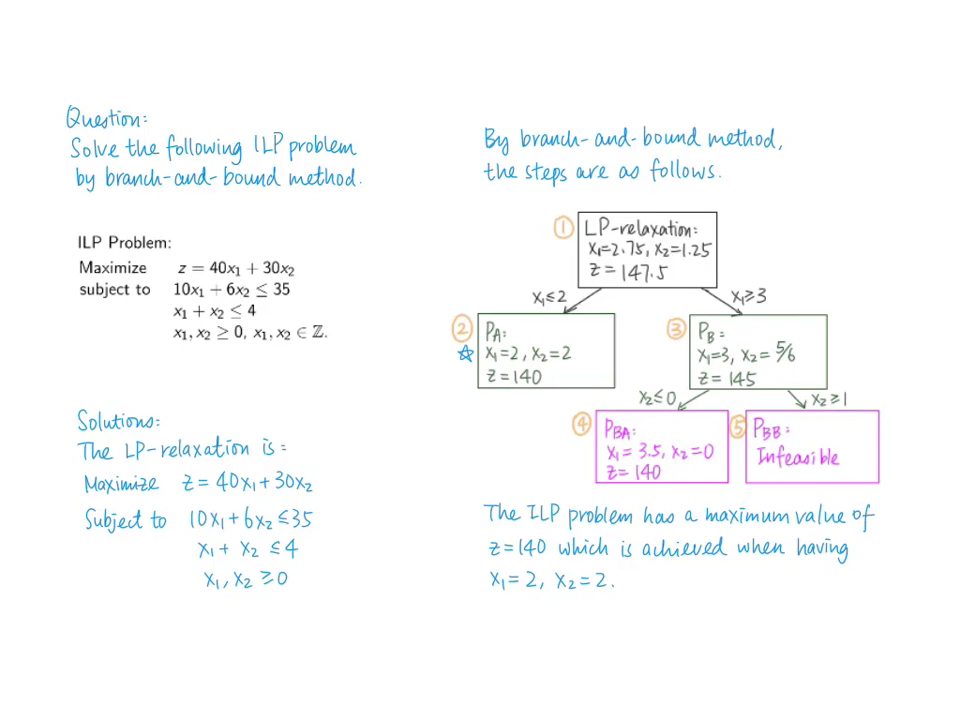 Question:
Solve the following ILP problem
by branch-and-bound method.
ILP Problem:
Maximize z = 40x₁ + 30x₂
subject to 10x₁ + 6x₂ ≤ 35
x₁ + x₂ ≤ 4
x₁, x₂ ≥ 0, x₁, x₂ ∈ ℤ.
Solutions:
The LP-relaxation is:
Maximize z = 40x₁ + 30x₂
Subject to 10x₁ + 6x₂ ≤ 35
x₁ + x₂ ≤ 4
x₁, x₂ ≥ 0
By branch-and-bound method,
the steps are as follows.
① LP-relaxation:
x₁=2.75, x₂=1.25
z = 147.5
x₁≤2
x₁≥3
② P_A:
☆ x₁=2, x₂=2
z = 140
③ P_B:
x₁=3, x₂= 5/6
z = 145
x₂≤0
x₂≥1
④ P_BA:
x₁= 3.5, x₂=0
z = 140
⑤ P_BB:
Infeasible
The ILP problem has a maximum value of
z=140 which is achieved when having
x₁= 2, x₂= 2.